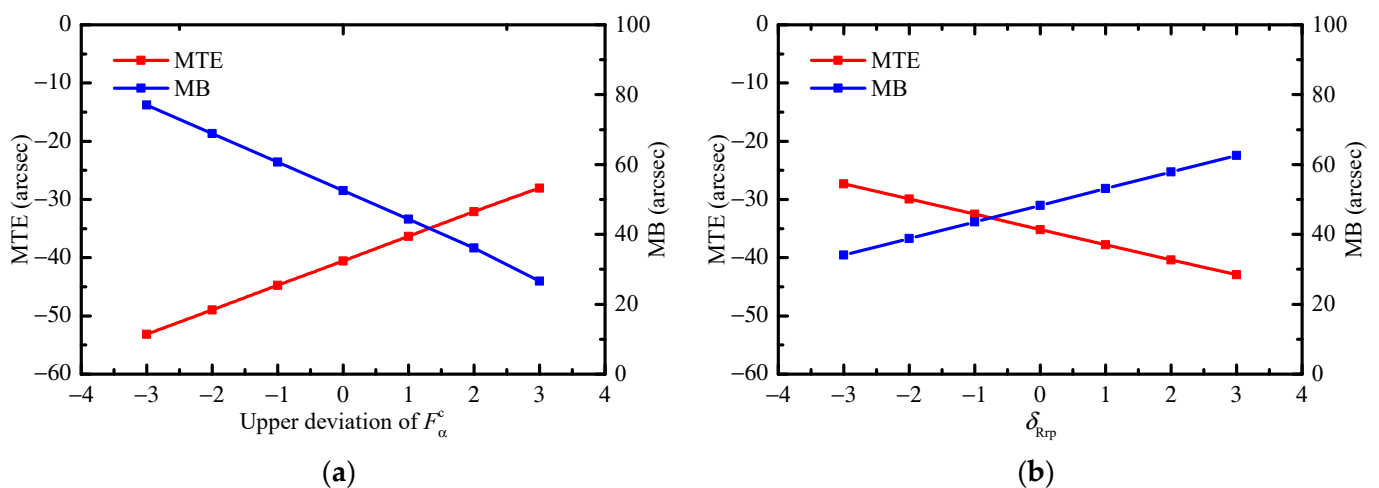 0
−10
−20
−30
−40
−50
−60
MTE (arcsec)
MTE
MB
100
80
60
40
20
0
MB (arcsec)
−4 −3 −2 −1 0 1 2 3 4
Upper deviation of F_α^c
(a)
0
−10
−20
−30
−40
−50
−60
MTE (arcsec)
MTE
MB
100
80
60
40
20
0
MB (arcsec)
−4 −3 −2 −1 0 1 2 3 4
δ_Rrp
(b)